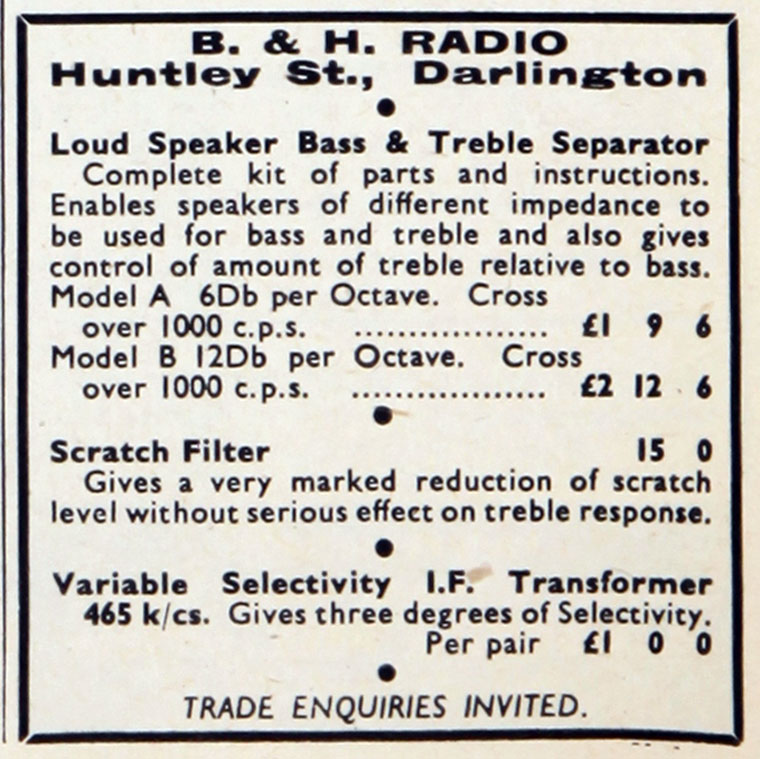 B. & H. RADIO
Huntley St., Darlington
Loud Speaker Bass & Treble Separator
Complete kit of parts and instructions.
Enables speakers of different impedance to
be used for bass and treble and also gives
control of amount of treble relative to bass.
Model A 6Db per Octave. Cross
over 1000 c.p.s. .................. £1 9 6
Model B 12Db per Octave. Cross
over 1000 c.p.s. .................. £2 12 6
Scratch Filter 15 0
Gives a very marked reduction of scratch
level without serious effect on treble response.
Variable Selectivity I.F. Transformer
465 k/cs. Gives three degrees of Selectivity.
Per pair £1 0 0
TRADE ENQUIRIES INVITED.